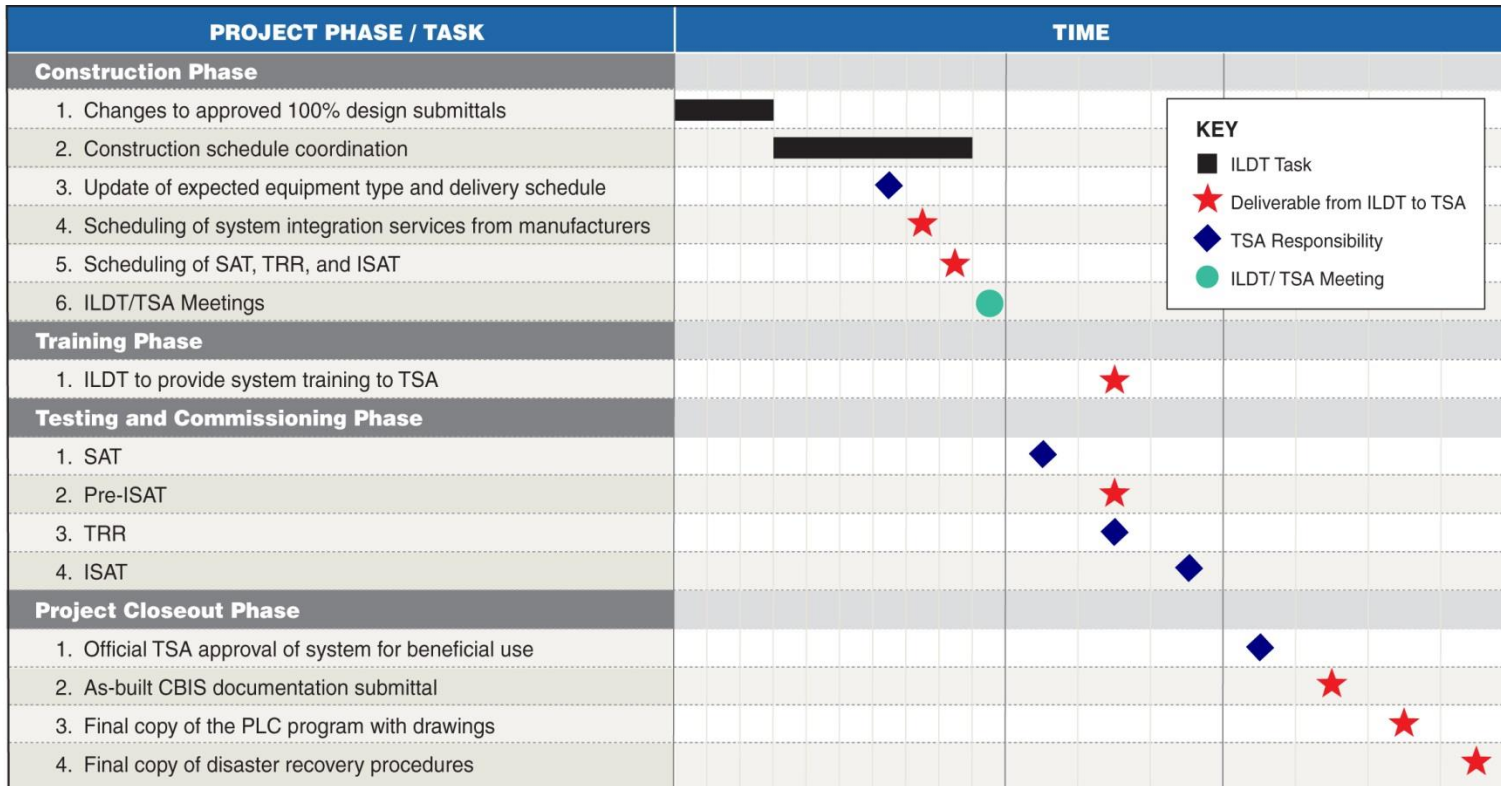 PROJECT PHASE / TASK
TIME
Construction Phase
1. Changes to approved 100% design submittals
2. Construction schedule coordination
3. Update of expected equipment type and delivery schedule
4. Scheduling of system integration services from manufacturers
5. Scheduling of SAT, TRR, and ISAT
6. ILDT/TSA Meetings
Training Phase
1. ILDT to provide system training to TSA
Testing and Commissioning Phase
1. SAT
2. Pre-ISAT
3. TRR
4. ISAT
Project Closeout Phase
1. Official TSA approval of system for beneficial use
2. As-built CBIS documentation submittal
3. Final copy of the PLC program with drawings
4. Final copy of disaster recovery procedures
KEY
ILDT Task
Deliverable from ILDT to TSA
TSA Responsibility
ILDT/ TSA Meeting